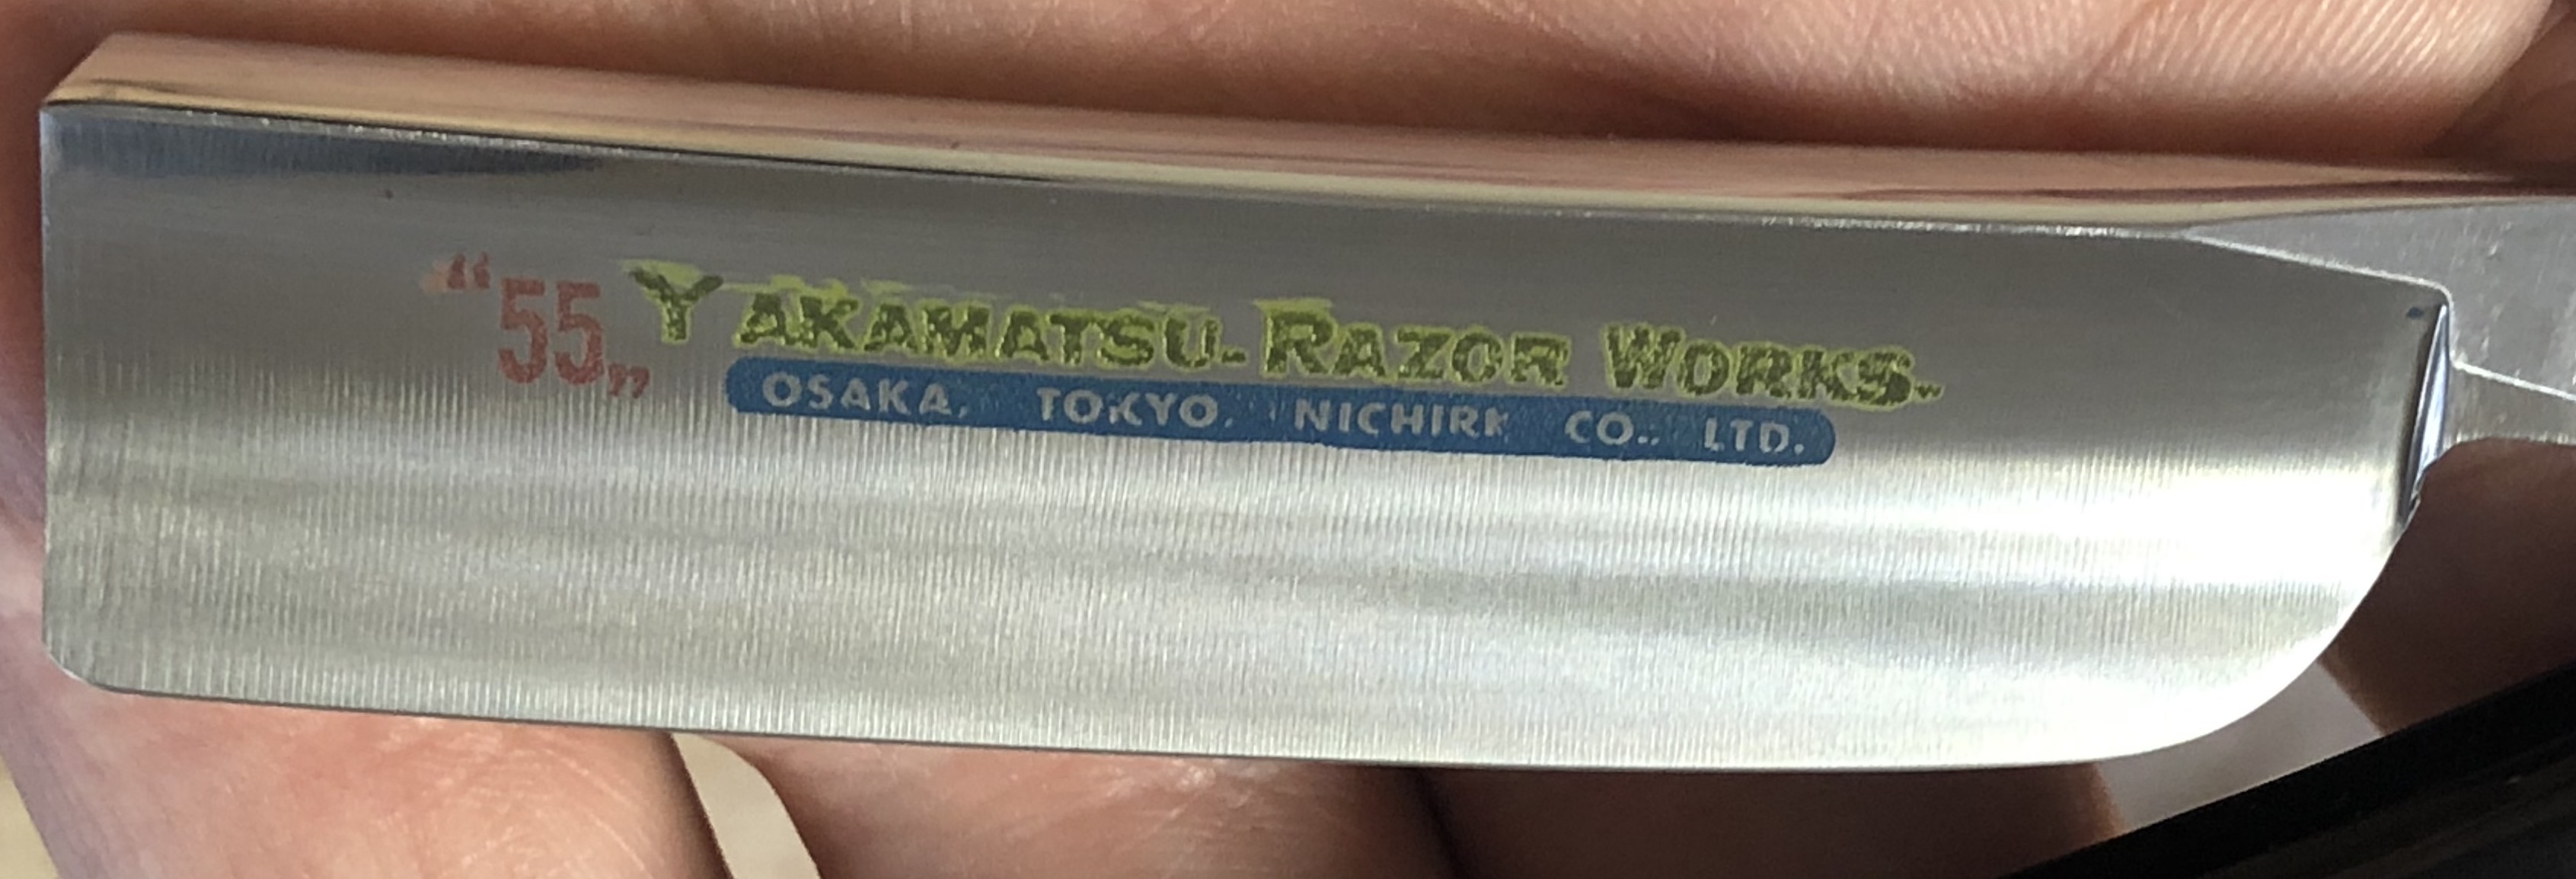 “55„ YAKAMATSU-RAZOR WORKS-
OSAKA, TOKYO, NICHIRK CO., LTD.